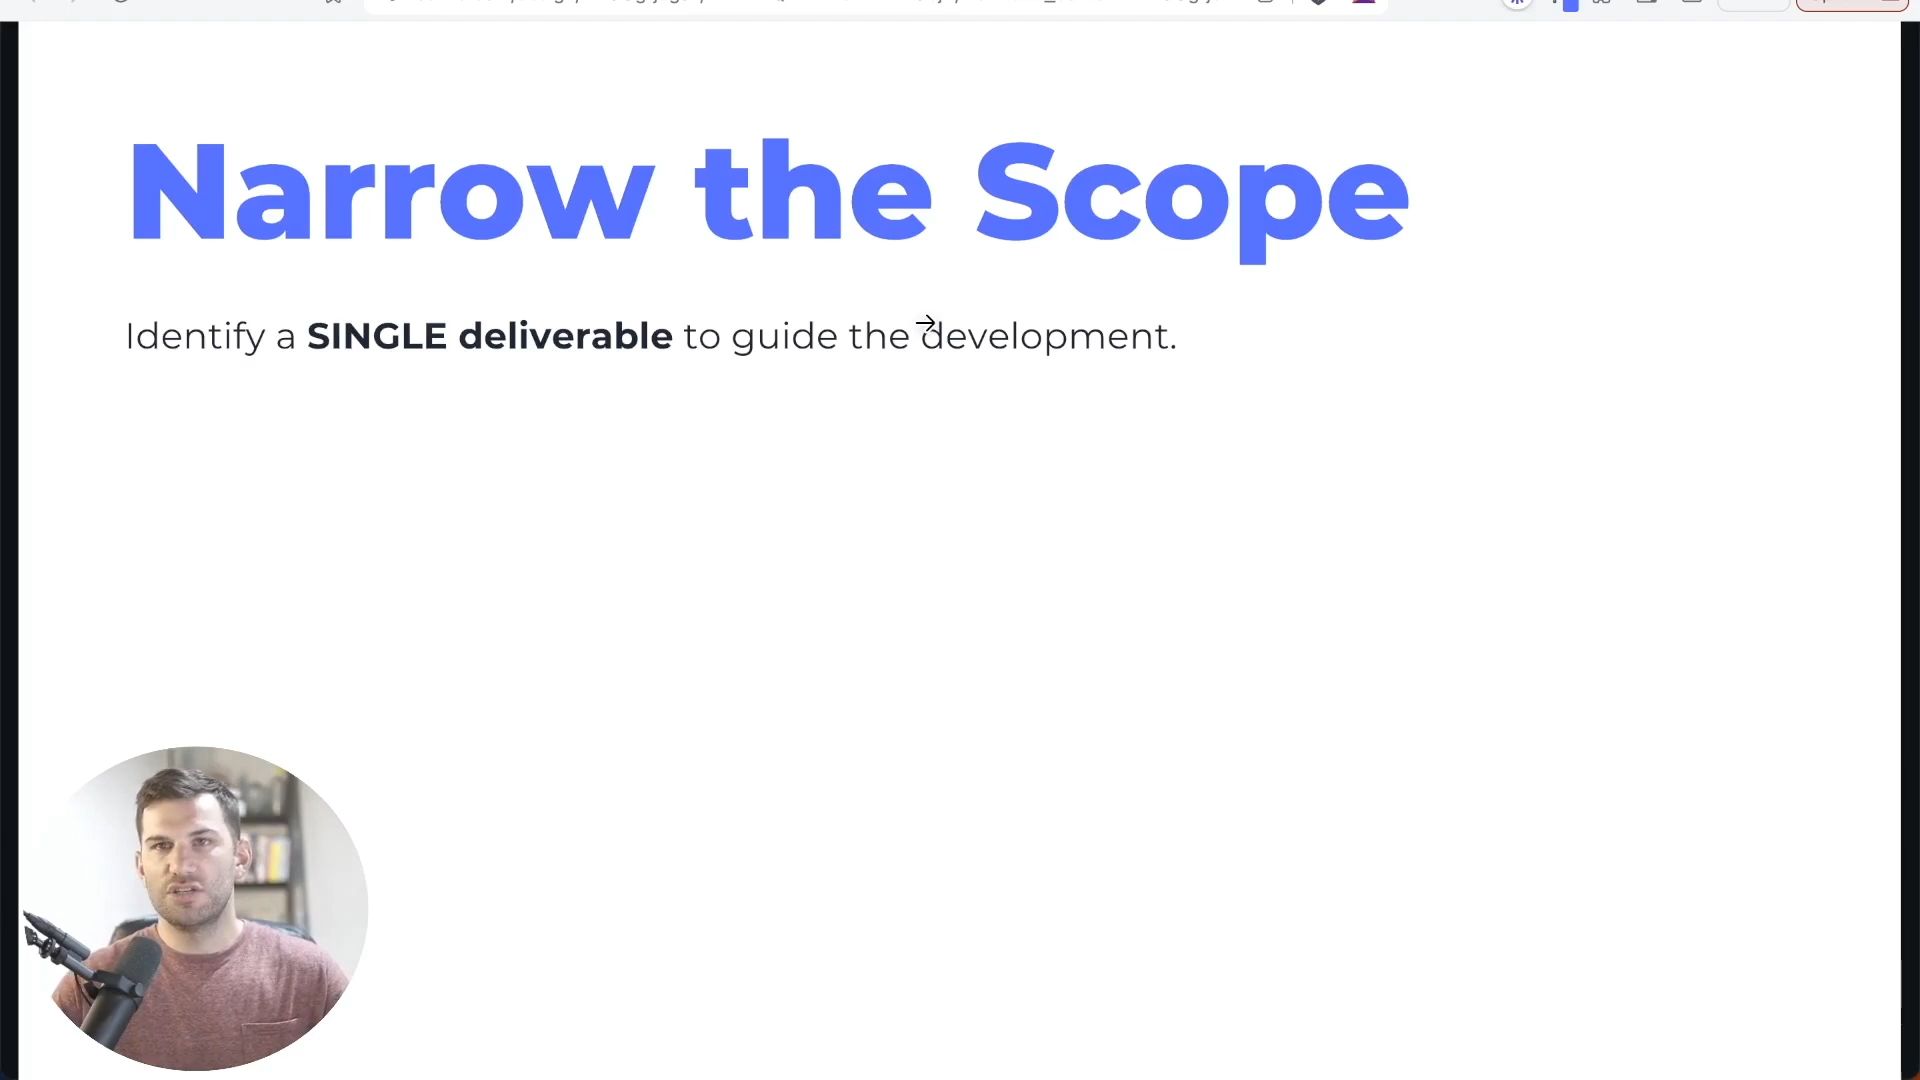 Narrow the Scope
Identify a SINGLE deliverable to guide the development.